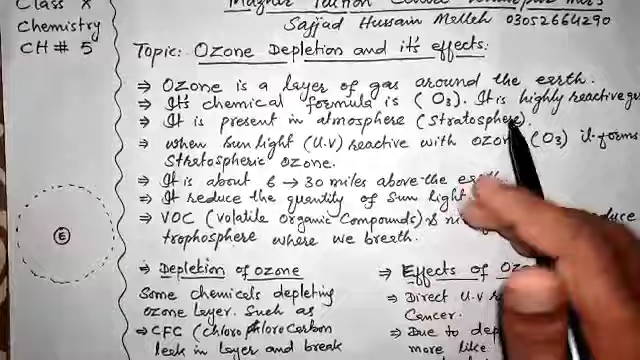 Class X
Chemistry
CH # 5
Sajjad Hussain Melleh 03052664290
Topic: Ozone Depletion and it's effects:
⇒ Ozone is a layer of gas around the earth.
⇒ It's chemical formula is (O3). It is highly reactive
⇒ It is present in atmosphere (Stratosphere).
⇒ when sun light (U.V) reactive with (O3) it forms
Stratospheric ozone.
⇒ It is about 6 → 30 miles above the
⇒ It reduce the quantity of sun light
⇒ VOC (volatile organic compounds)
trophosphere where we breath.
E
⇒ Depletion of ozone
Some chemicals depleting
ozone layer. Such as
⇒ CFC (chlorophlorocarbon
leak in layer and break
⇒ Effects of
⇒ Direct U.V
Cancer.
⇒ Due to
more like